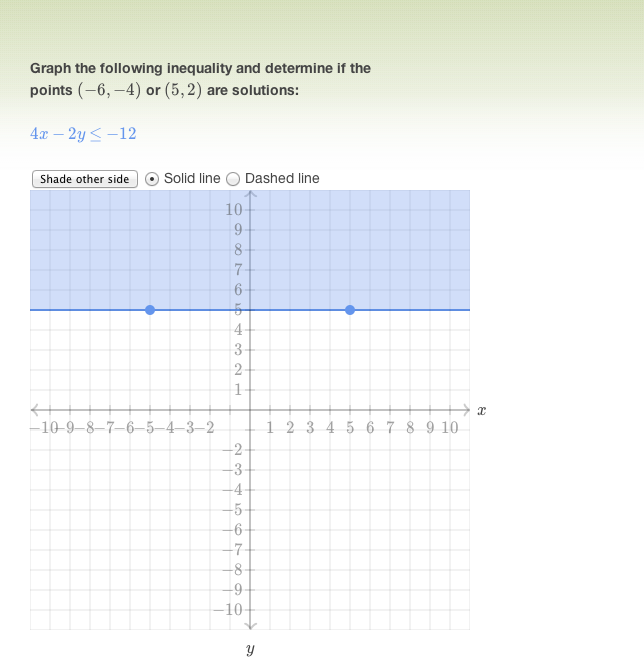 Graph the following inequality and determine if the
points (−6, −4) or (5, 2) are solutions:
4x − 2y ≤ −12
Shade other side Solid line Dashed line
10
9
8
7
6
5
4
3
2
1
x
−10 −9 −8 −7 −6 −5 −4 −3 −2 1 2 3 4 5 6 7 8 9 10
−2
−3
−4
−5
−6
−7
−8
−9
−10
y